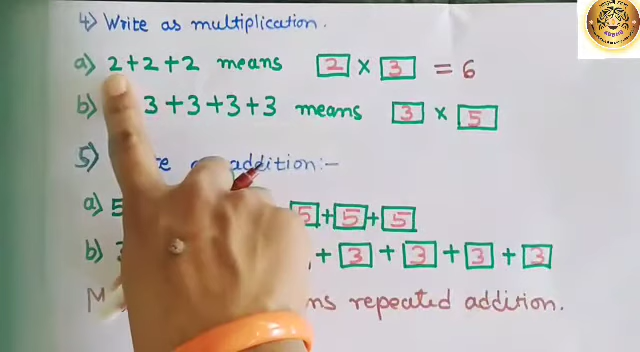 4) Write as multiplication.
a) 2+2+2 means 2 × 3 = 6
b) 3+3+3+3 means 3 × 5
5) addition:-
a) 5 5+5+5
b) 3 + 3 + 3 + 3 + 3
repeated addition.